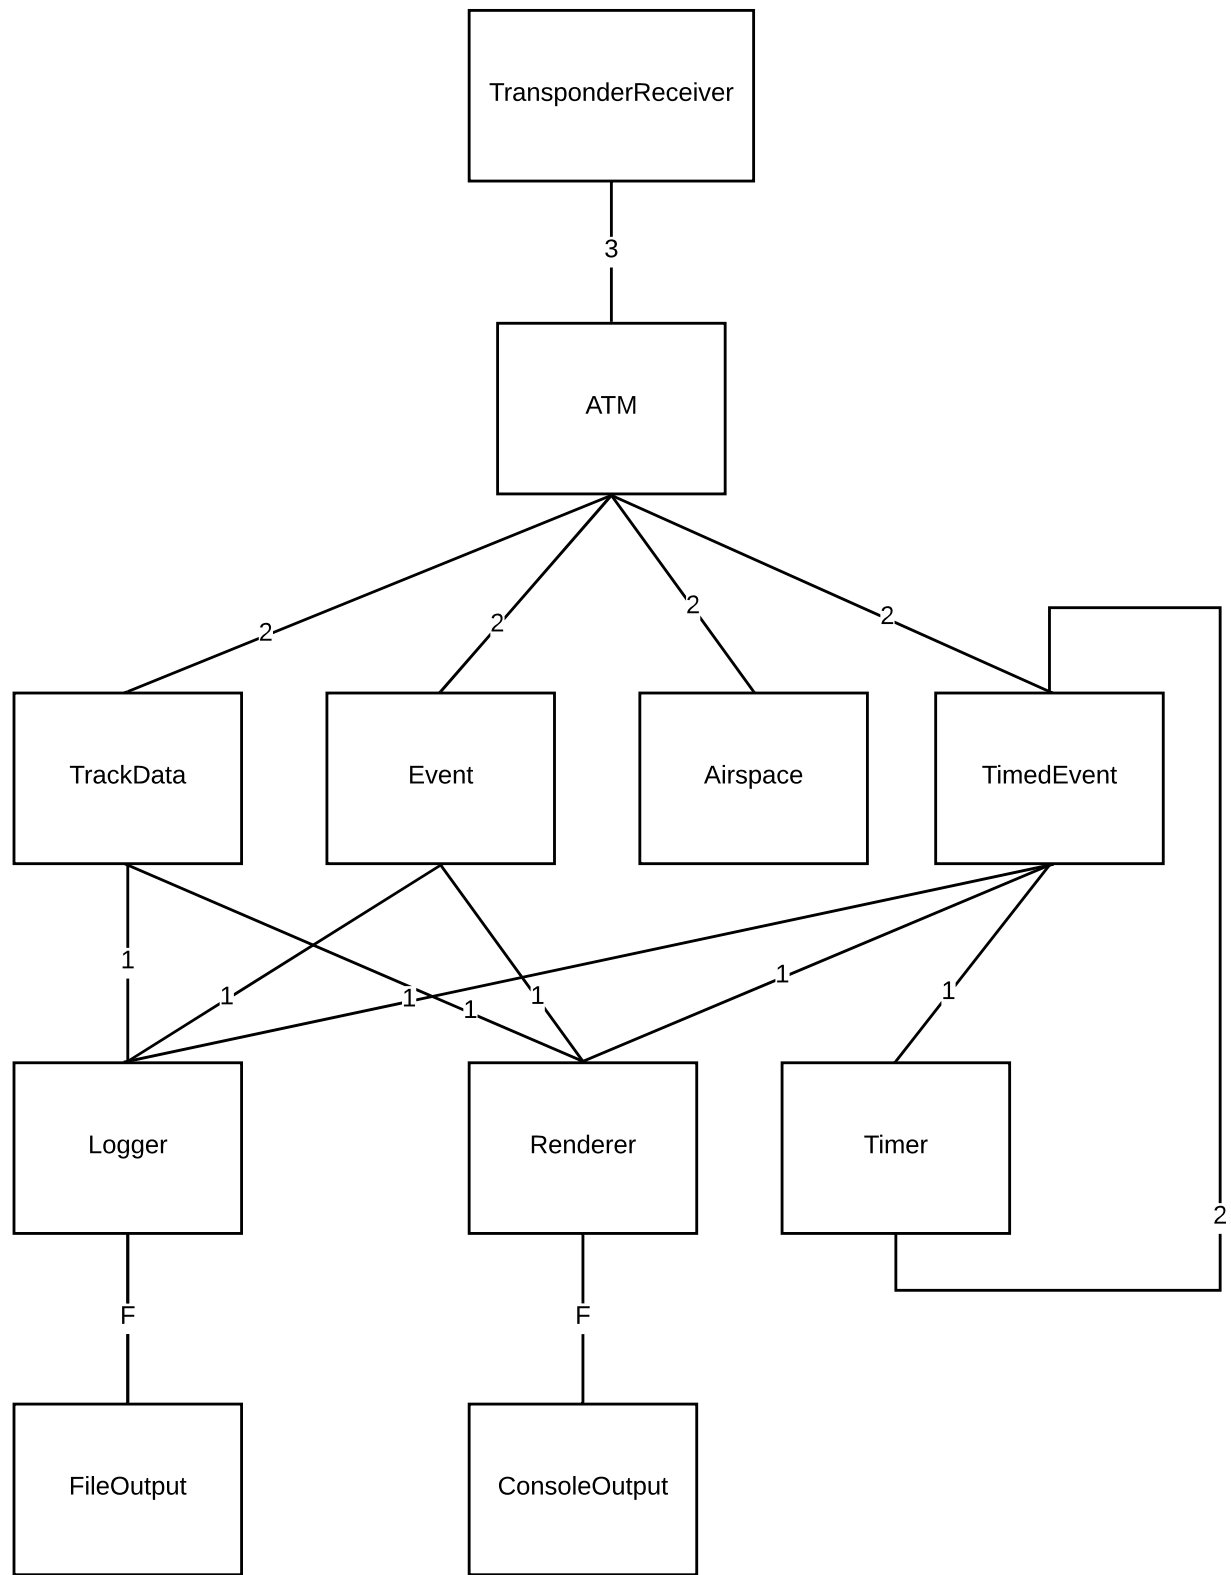 TransponderReceiver
3
ATM
2
2
2
2
TrackData
Event
Airspace
TimedEvent
1
1
1
1
1
1
1
Logger
Renderer
Timer
2
F
F
FileOutput
ConsoleOutput